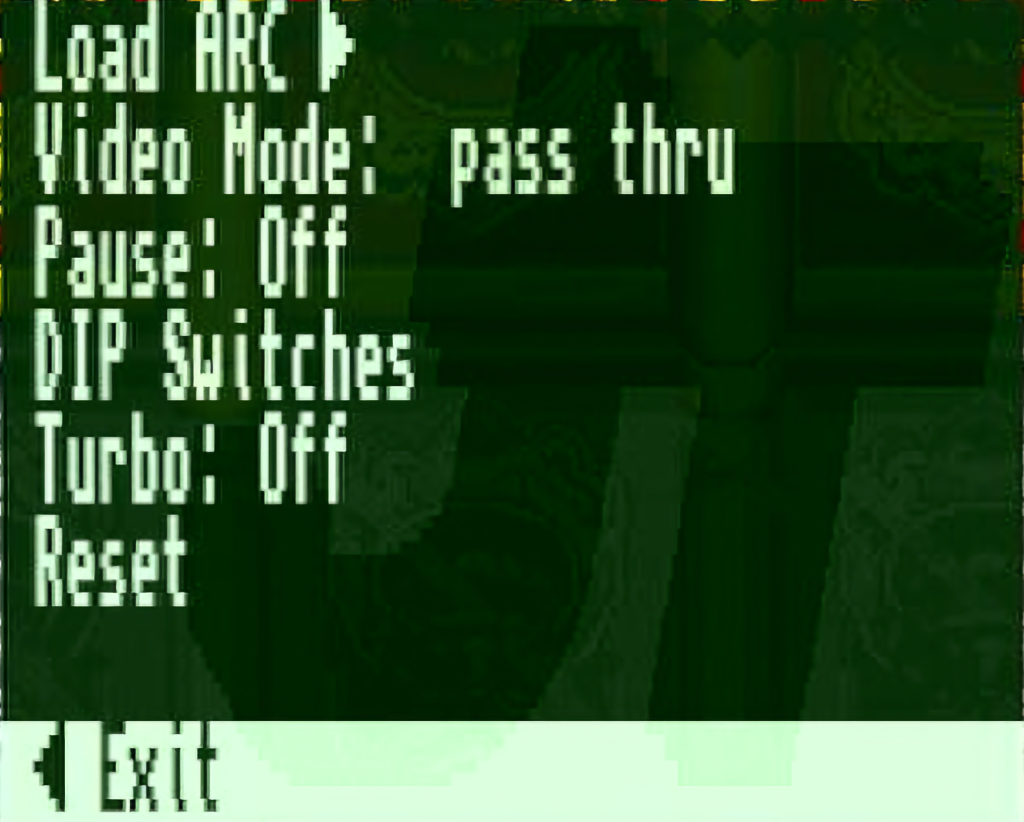 Load ARC
Video Mode: pass thru
Pause: Off
DIP Switches
Turbo: Off
Reset
Exit